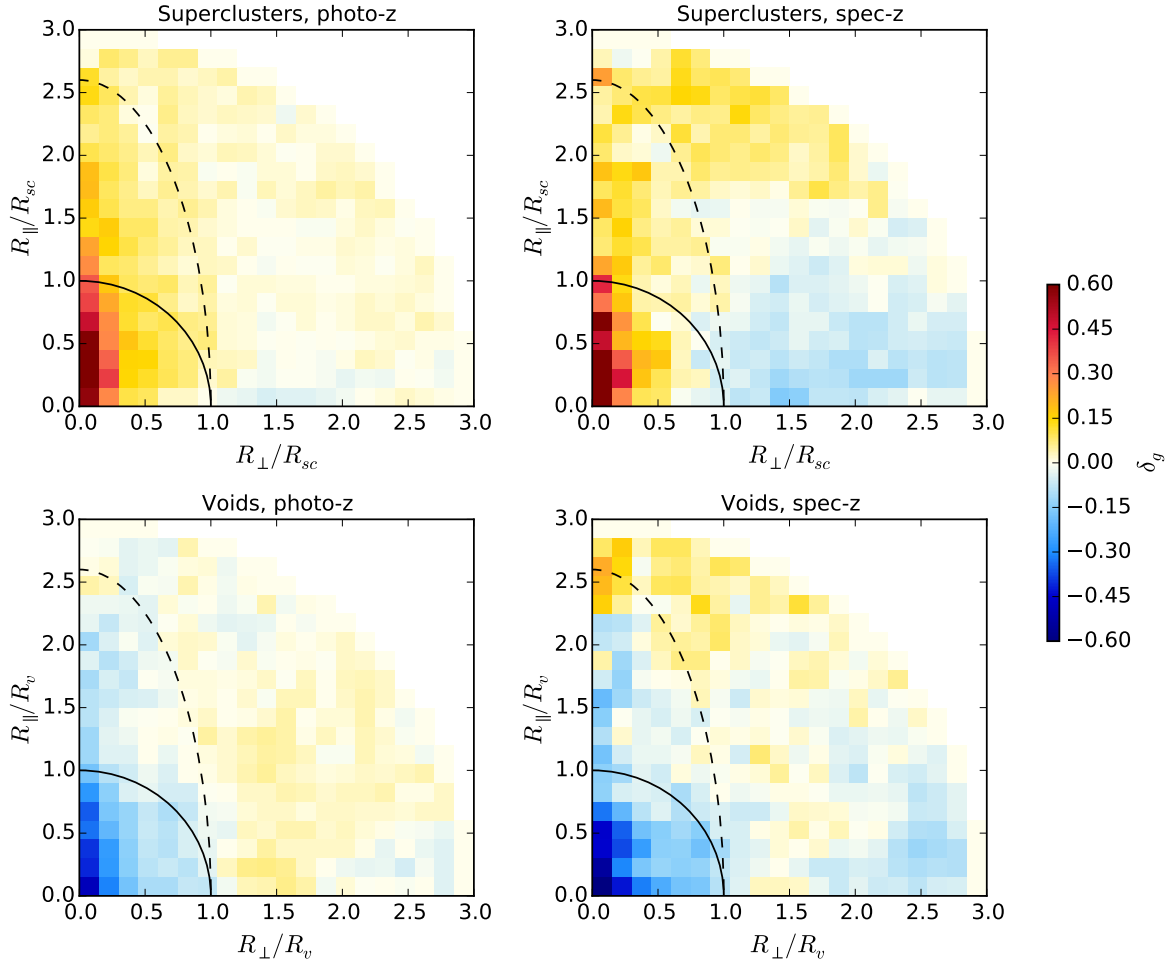 Superclusters, photo-z
3.0
2.5
2.0
1.5
1.0
0.5
0.0
R∥/Rsc
0.0 0.5 1.0 1.5 2.0 2.5 3.0
R⊥/Rsc
Superclusters, spec-z
3.0
2.5
2.0
1.5
1.0
0.5
0.0
R∥/Rsc
0.0 0.5 1.0 1.5 2.0 2.5 3.0
R⊥/Rsc
Voids, photo-z
3.0
2.5
2.0
1.5
1.0
0.5
0.0
R∥/Rv
0.0 0.5 1.0 1.5 2.0 2.5 3.0
R⊥/Rv
Voids, spec-z
3.0
2.5
2.0
1.5
1.0
0.5
0.0
R∥/Rv
0.0 0.5 1.0 1.5 2.0 2.5 3.0
R⊥/Rv
0.60
0.45
0.30
0.15
0.00
−0.15
−0.30
−0.45
−0.60
δg